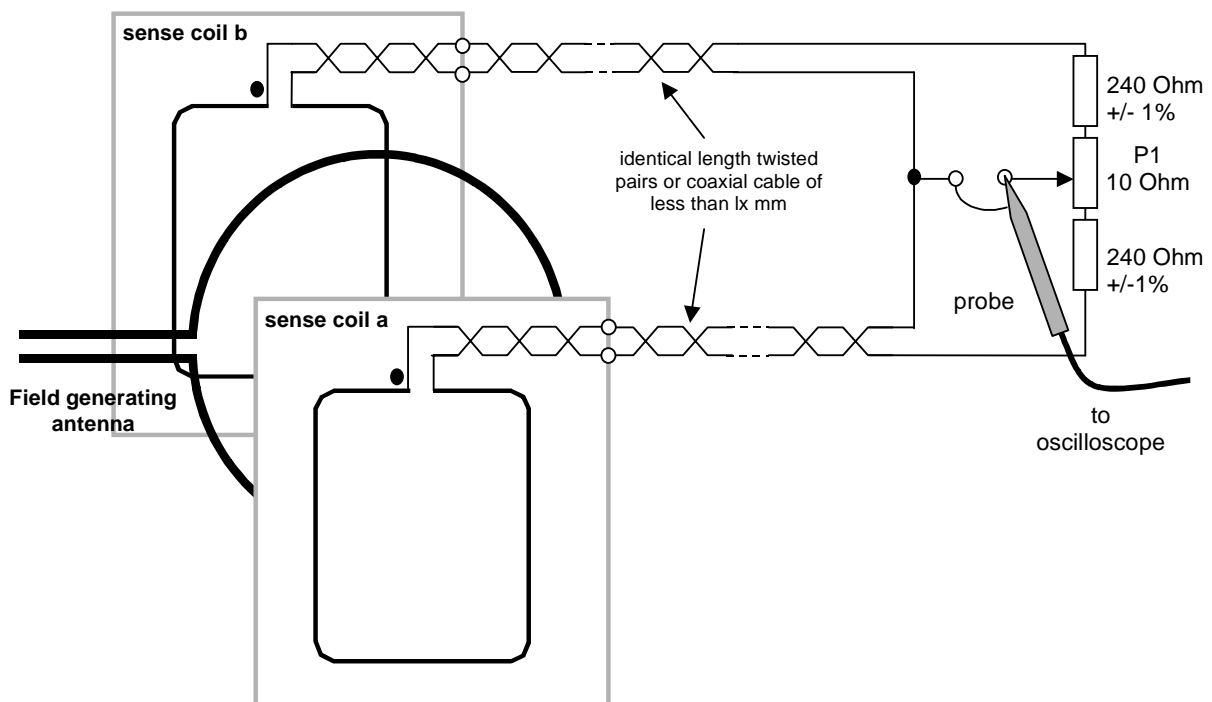 sense coil b
240 Ohm
+/- 1%
P1
10 Ohm
identical length twisted
pairs or coaxial cable of
less than lx mm
240 Ohm
+/-1%
probe
sense coil a
Field generating
antenna
to
oscilloscope